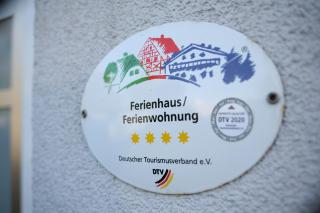 Ferienhaus/
Ferienwohnung
DTV 2020
Deutscher Tourismusverband e.V.
DTV